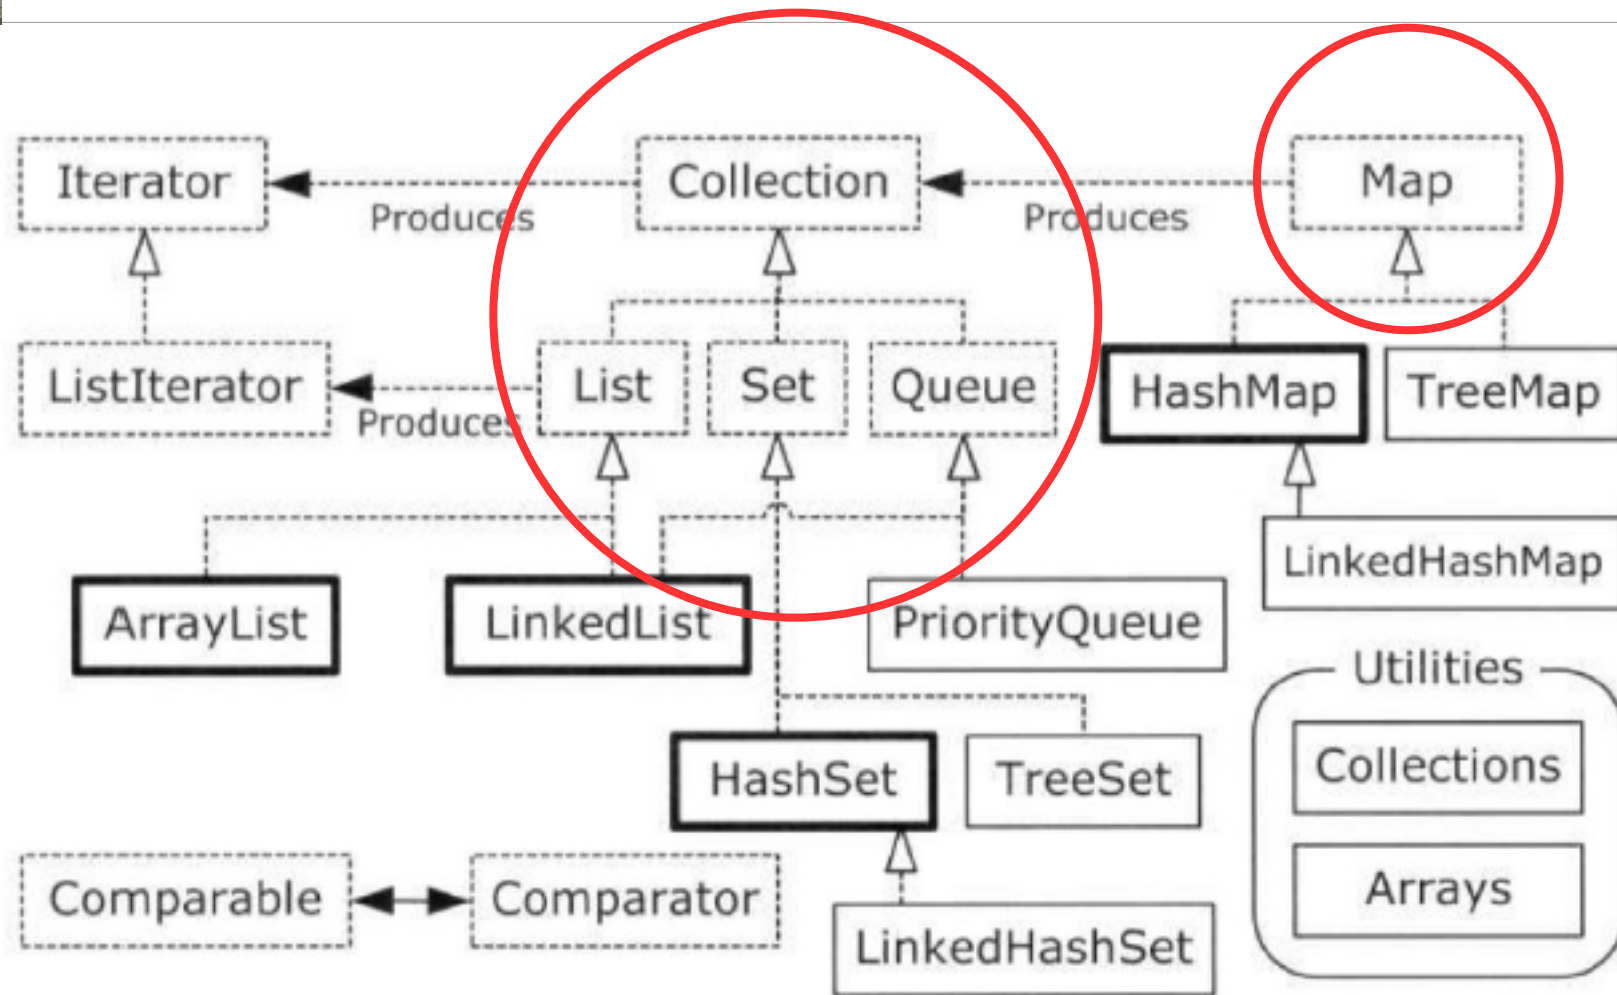 Iterator
Collection
Map
Produces
Produces
ListIterator
List
Set
Queue
HashMap
TreeMap
Produces
LinkedHashMap
ArrayList
LinkedList
PriorityQueue
Utilities
HashSet
TreeSet
Collections
Comparable
Comparator
Arrays
LinkedHashSet